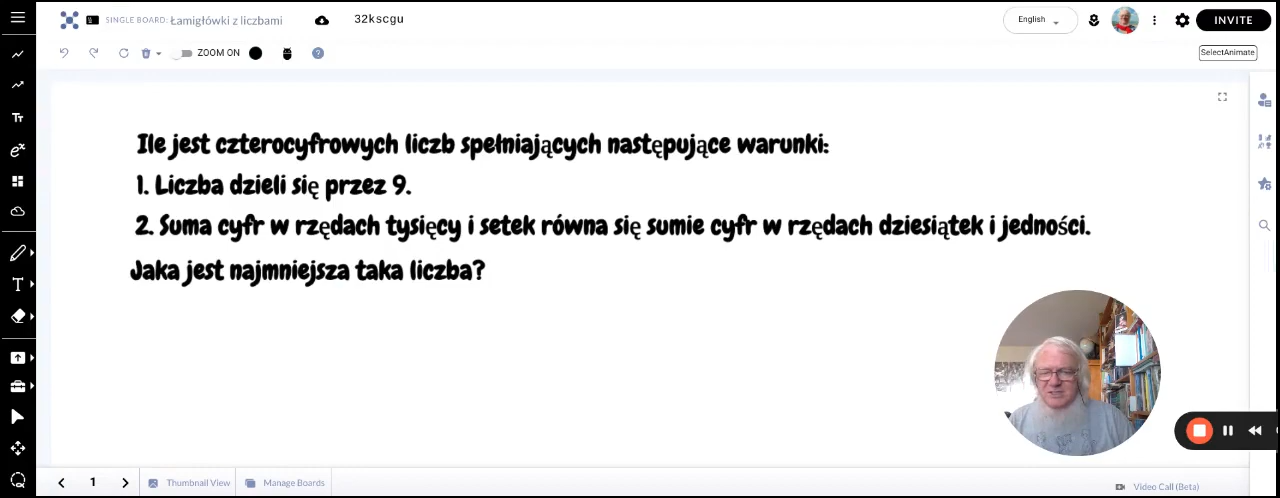 SINGLE BOARD: Łamigłówki z liczbami 32kscgu English INVITE
ZOOM ON SelectAnimate
Ile jest czterocyfrowych liczb spełniających następujące warunki:
1. Liczba dzieli się przez 9.
2. Suma cyfr w rzędach tysięcy i setek równa się sumie cyfr w rzędach dziesiątek i jedności.
Jaka jest najmniejsza taka liczba?
1 Thumbnail View Manage Boards Video Call (Beta)